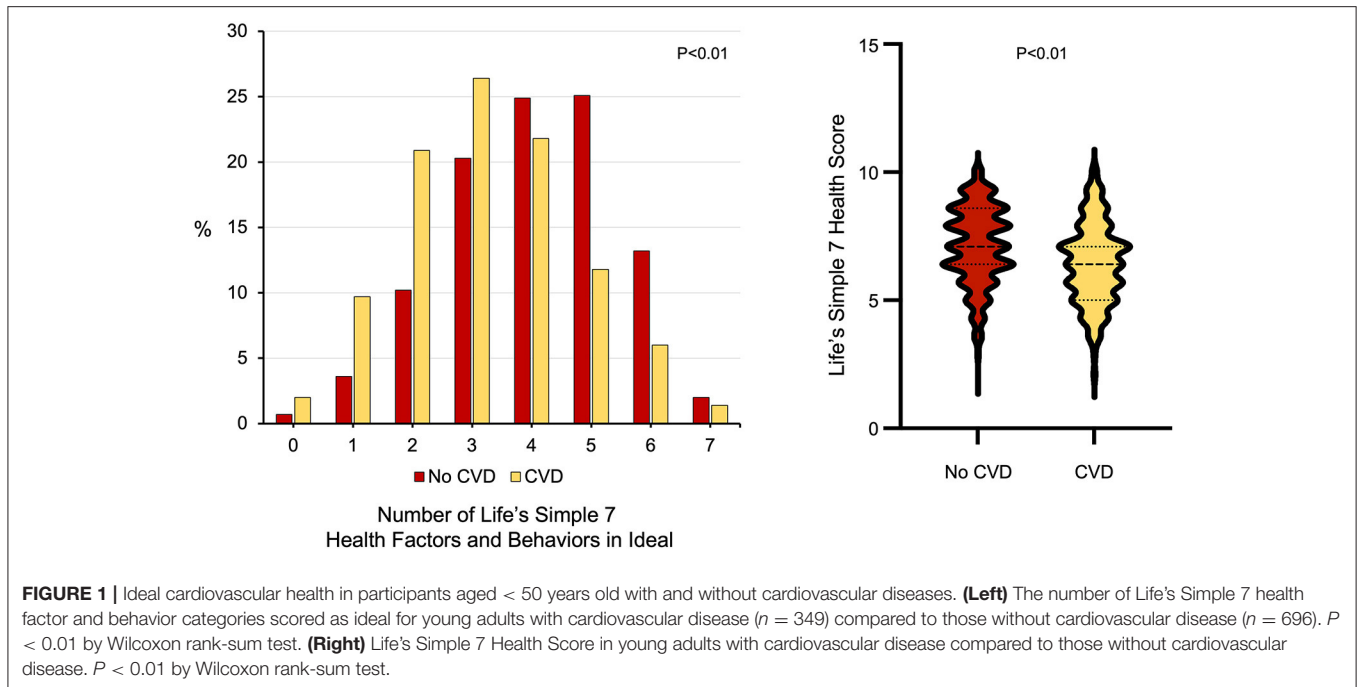 30
25
20
15
10
5
0
%
P<0.01
0 1 2 3 4 5 6 7
No CVD CVD
Number of Life's Simple 7
Health Factors and Behaviors in Ideal
15
10
5
0
Life's Simple 7 Health Score
P<0.01
No CVD CVD
FIGURE 1 | Ideal cardiovascular health in participants aged < 50 years old with and without cardiovascular diseases. (Left) The number of Life's Simple 7 health
factor and behavior categories scored as ideal for young adults with cardiovascular disease (n = 349) compared to those without cardiovascular disease (n = 696). P
< 0.01 by Wilcoxon rank-sum test. (Right) Life's Simple 7 Health Score in young adults with cardiovascular disease compared to those without cardiovascular
disease. P < 0.01 by Wilcoxon rank-sum test.